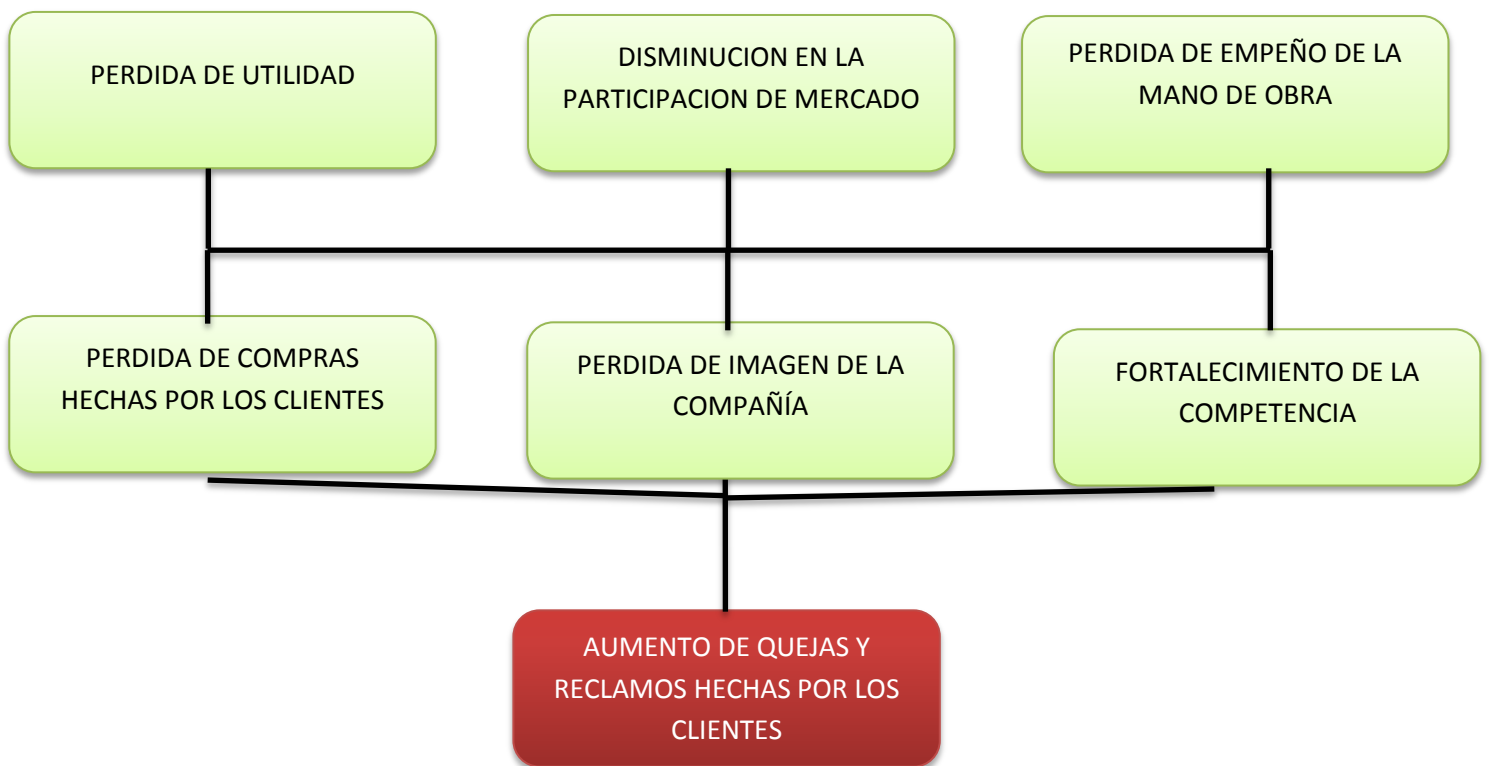 PERDIDA DE UTILIDAD
DISMINUCION EN LA
PARTICIPACION DE MERCADO
PERDIDA DE EMPEÑO DE LA
MANO DE OBRA
PERDIDA DE COMPRAS
HECHAS POR LOS CLIENTES
PERDIDA DE IMAGEN DE LA
COMPAÑÍA
FORTALECIMIENTO DE LA
COMPETENCIA
AUMENTO DE QUEJAS Y
RECLAMOS HECHAS POR LOS
CLIENTES